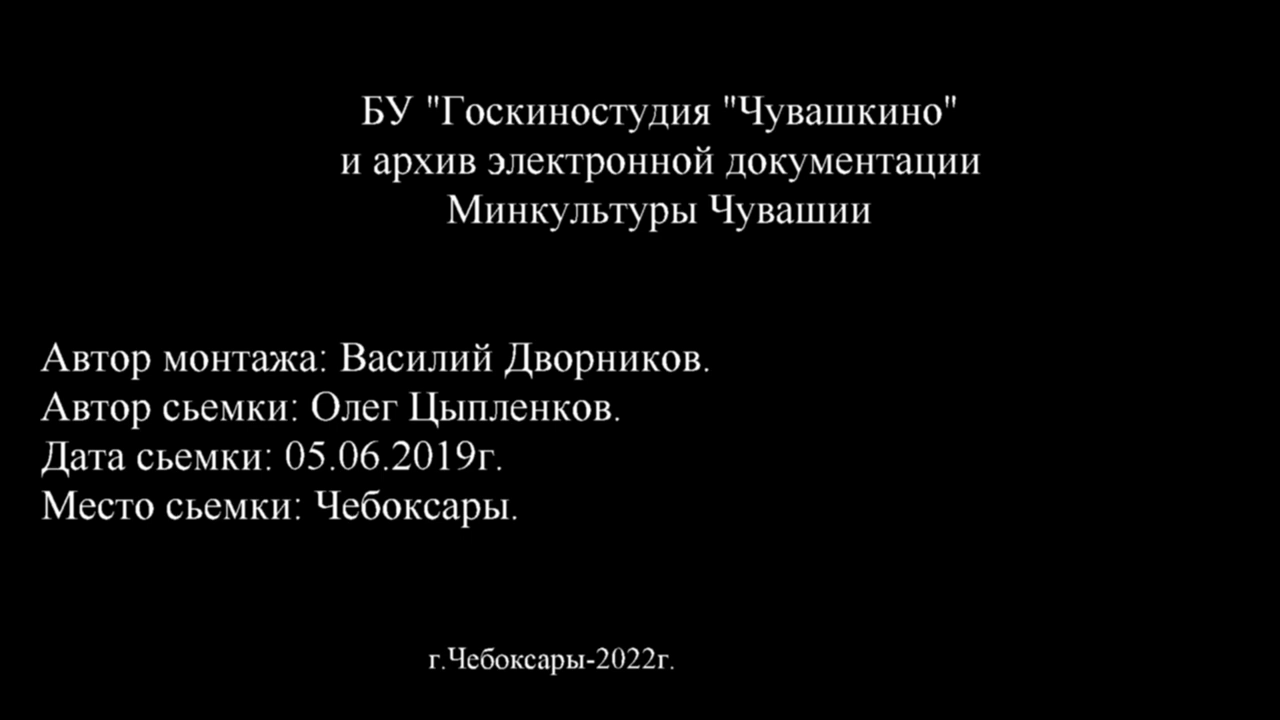 БУ "Госкиностудия "Чувашкино"
и архив электронной документации
Минкультуры Чувашии
Автор монтажа: Василий Дворников.
Автор сьемки: Олег Цыпленков.
Дата сьемки: 05.06.2019г.
Место сьемки: Чебоксары.
г.Чебоксары-2022г.